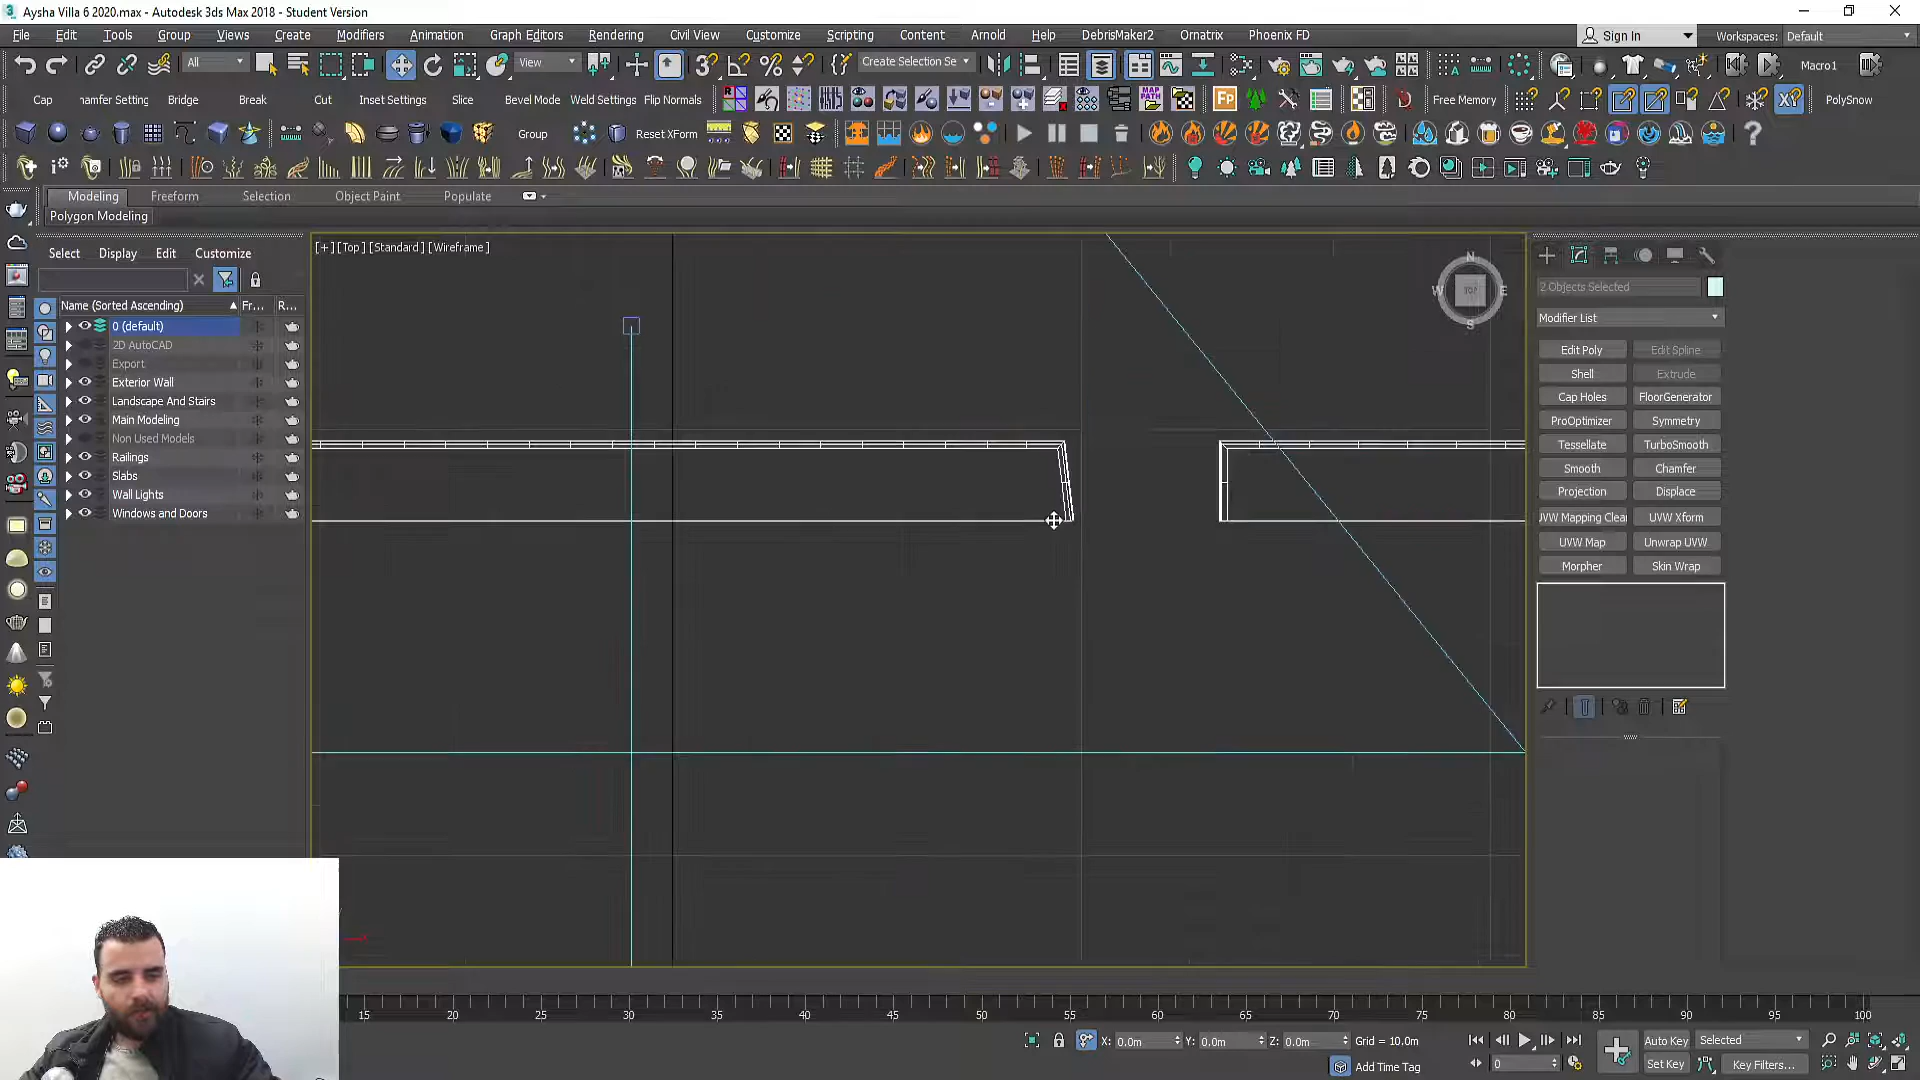 Aysha Villa 6 2020.max - Autodesk 3ds Max 2018 - Student Version
File Edit Tools Group Views Create Modifiers Animation Graph Editors Rendering Civil View Customize Scripting Content Arnold Help DebrisMaker2 Ornatrix Phoenix FD Sign In Workspaces: Default
All View Create Selection Se Macro1
Cap hamfer Setting Bridge Break Cut Inset Settings Slice Bevel Mode Weld Settings Flip Normals MAP PATH FP Free Memory XY PolySnow
Group Reset XForm
Modeling Freeform Selection Object Paint Populate
Polygon Modeling
Select Display Edit Customize
[+] [Top] [Standard] [Wireframe]
N
W TOP E
S
2 Objects Selected
Name (Sorted Ascending) Fr... R...
Modifier List
0 (default)
2D AutoCAD
Export
Exterior Wall
Landscape And Stairs
Main Modeling
Non Used Models
Railings
Slabs
Wall Lights
Windows and Doors
Edit Poly Edit Spline
Shell Extrude
Cap Holes FloorGenerator
ProOptimizer Symmetry
Tessellate TurboSmooth
Smooth Chamfer
Projection Displace
UVW Mapping Clear UVW Xform
UVW Map Unwrap UVW
Morpher Skin Wrap
x
15 20 25 30 35 40 45 50 55 60 65 70 75 80 85 90 95 100
X: 0.0m Y: 0.0m Z: 0.0m Grid = 10.0m Auto Key Selected
Add Time Tag 0 Set Key Key Filters...